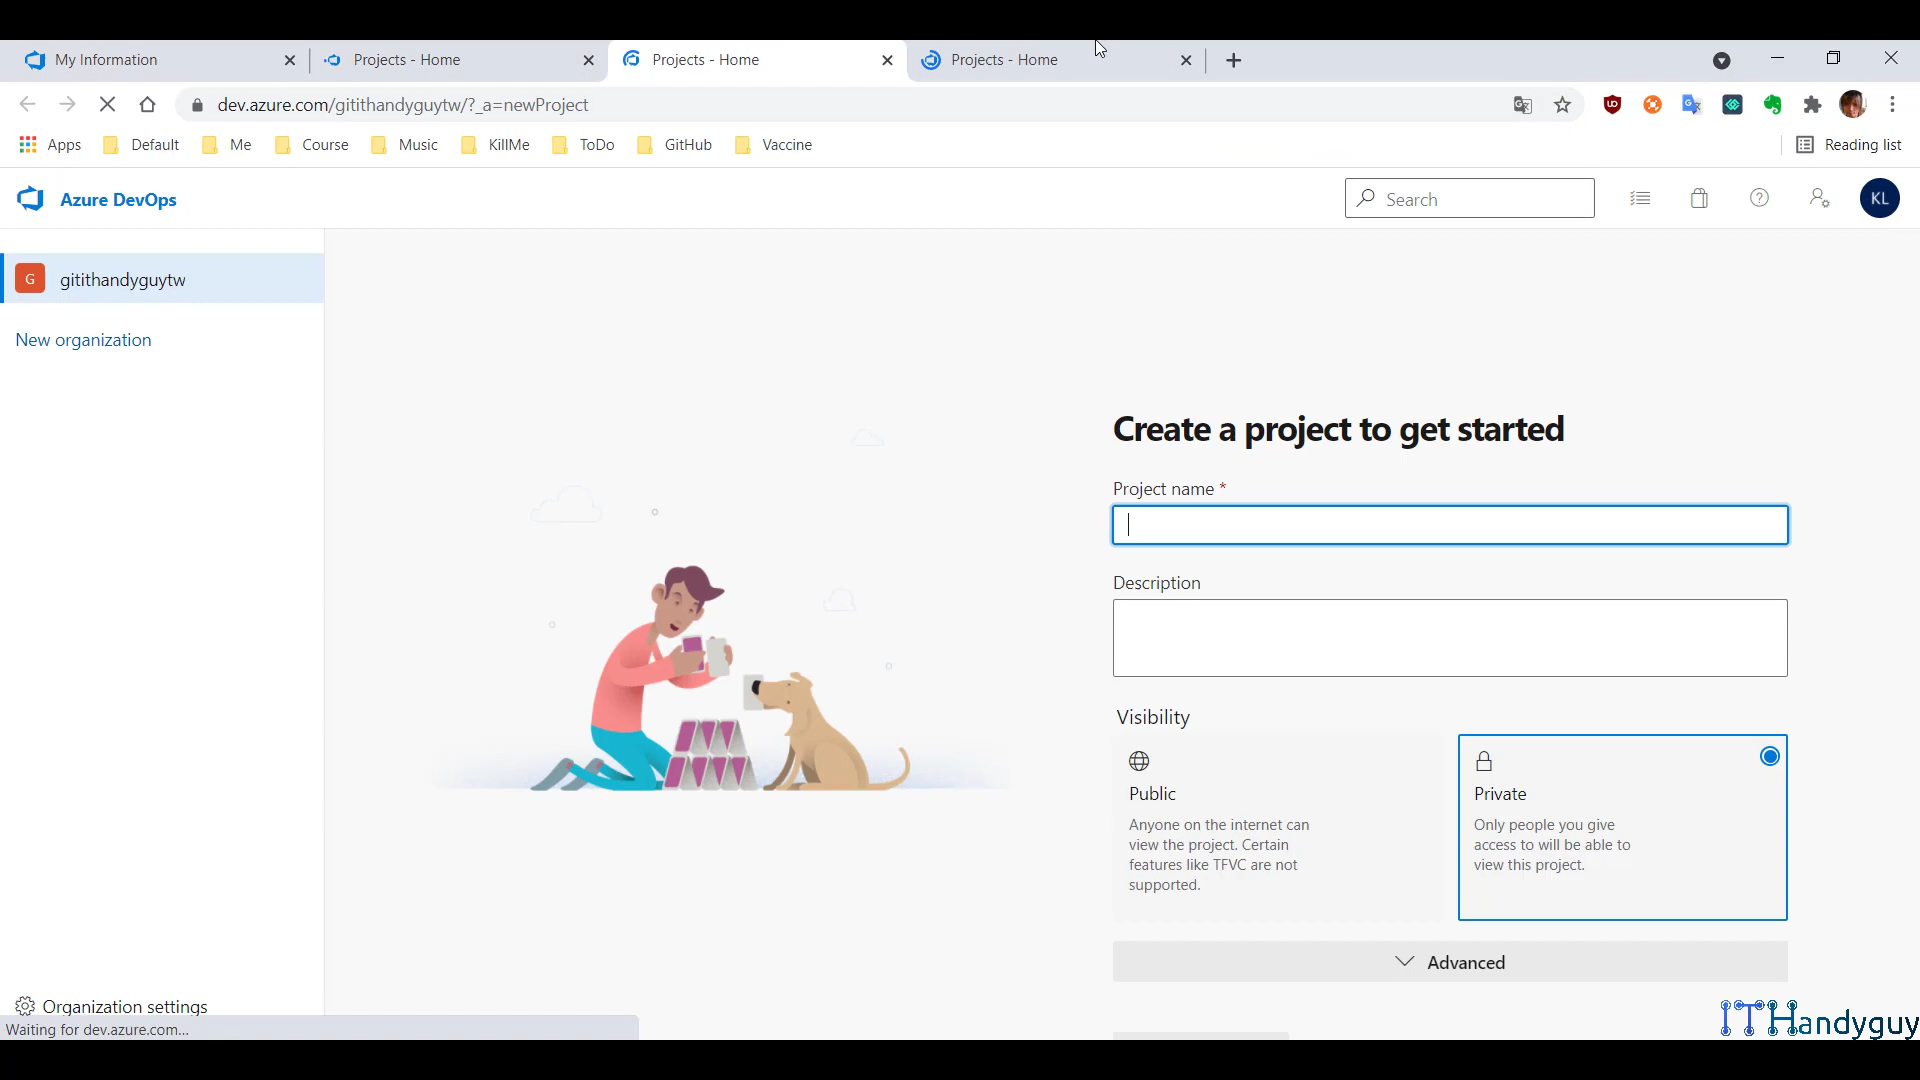 My Information
Projects - Home
Projects - Home
Projects - Home
dev.azure.com/gitithandyguytw/?_a=newProject
Apps
Default
Me
Course
Music
KillMe
ToDo
GitHub
Vaccine
Reading list
Azure DevOps
Search
KL
G
gitithandyguytw
New organization
Create a project to get started
Project name *
Description
Visibility
Public
Anyone on the internet can
view the project. Certain
features like TFVC are not
supported.
Private
Only people you give
access to will be able to
view this project.
Advanced
Organization settings
Waiting for dev.azure.com...
ITHandyguy